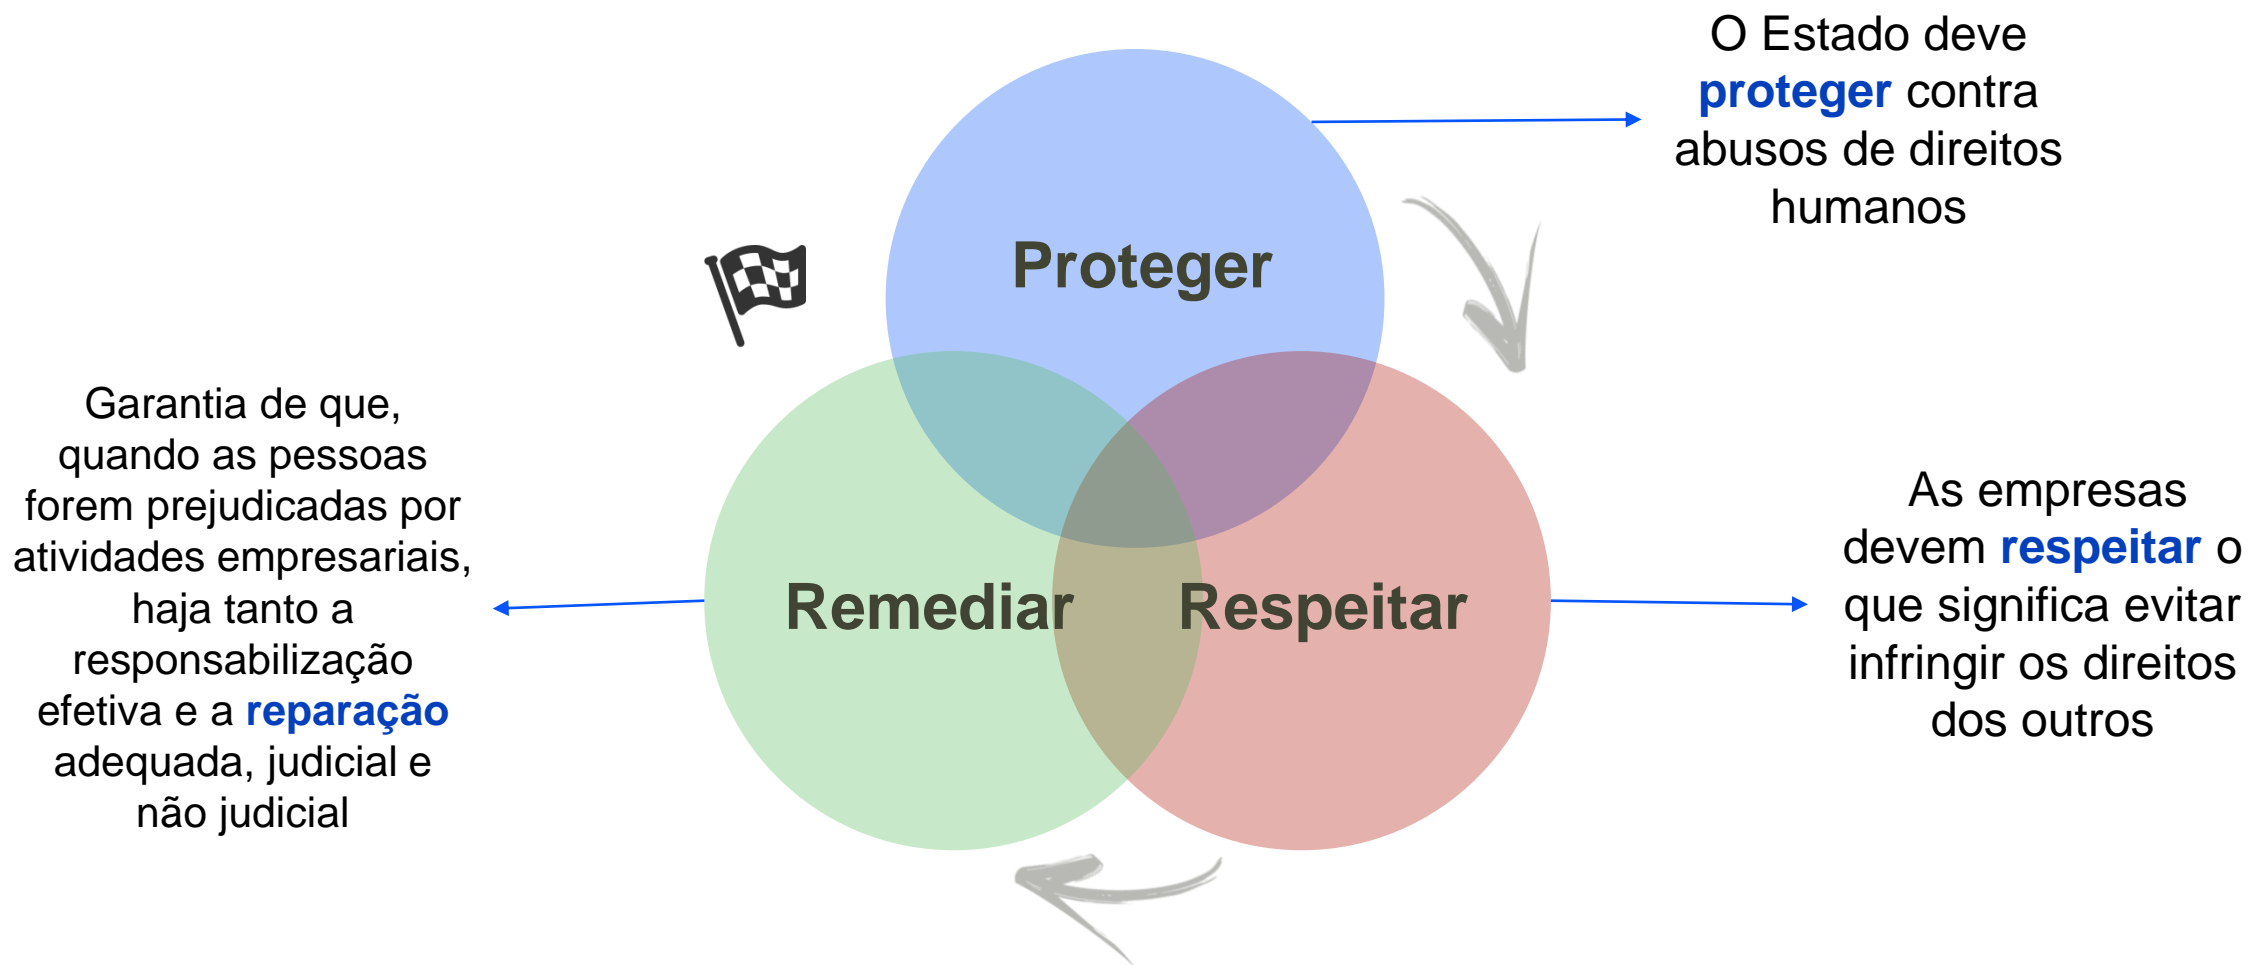 O Estado deve
proteger contra
abusos de direitos
humanos
Proteger
Garantia de que,
quando as pessoas
forem prejudicadas por
atividades empresariais,
haja tanto a
responsabilização
efetiva e a reparação
adequada, judicial e
não judicial
Remediar
Respeitar
As empresas
devem respeitar o
que significa evitar
infringir os direitos
dos outros